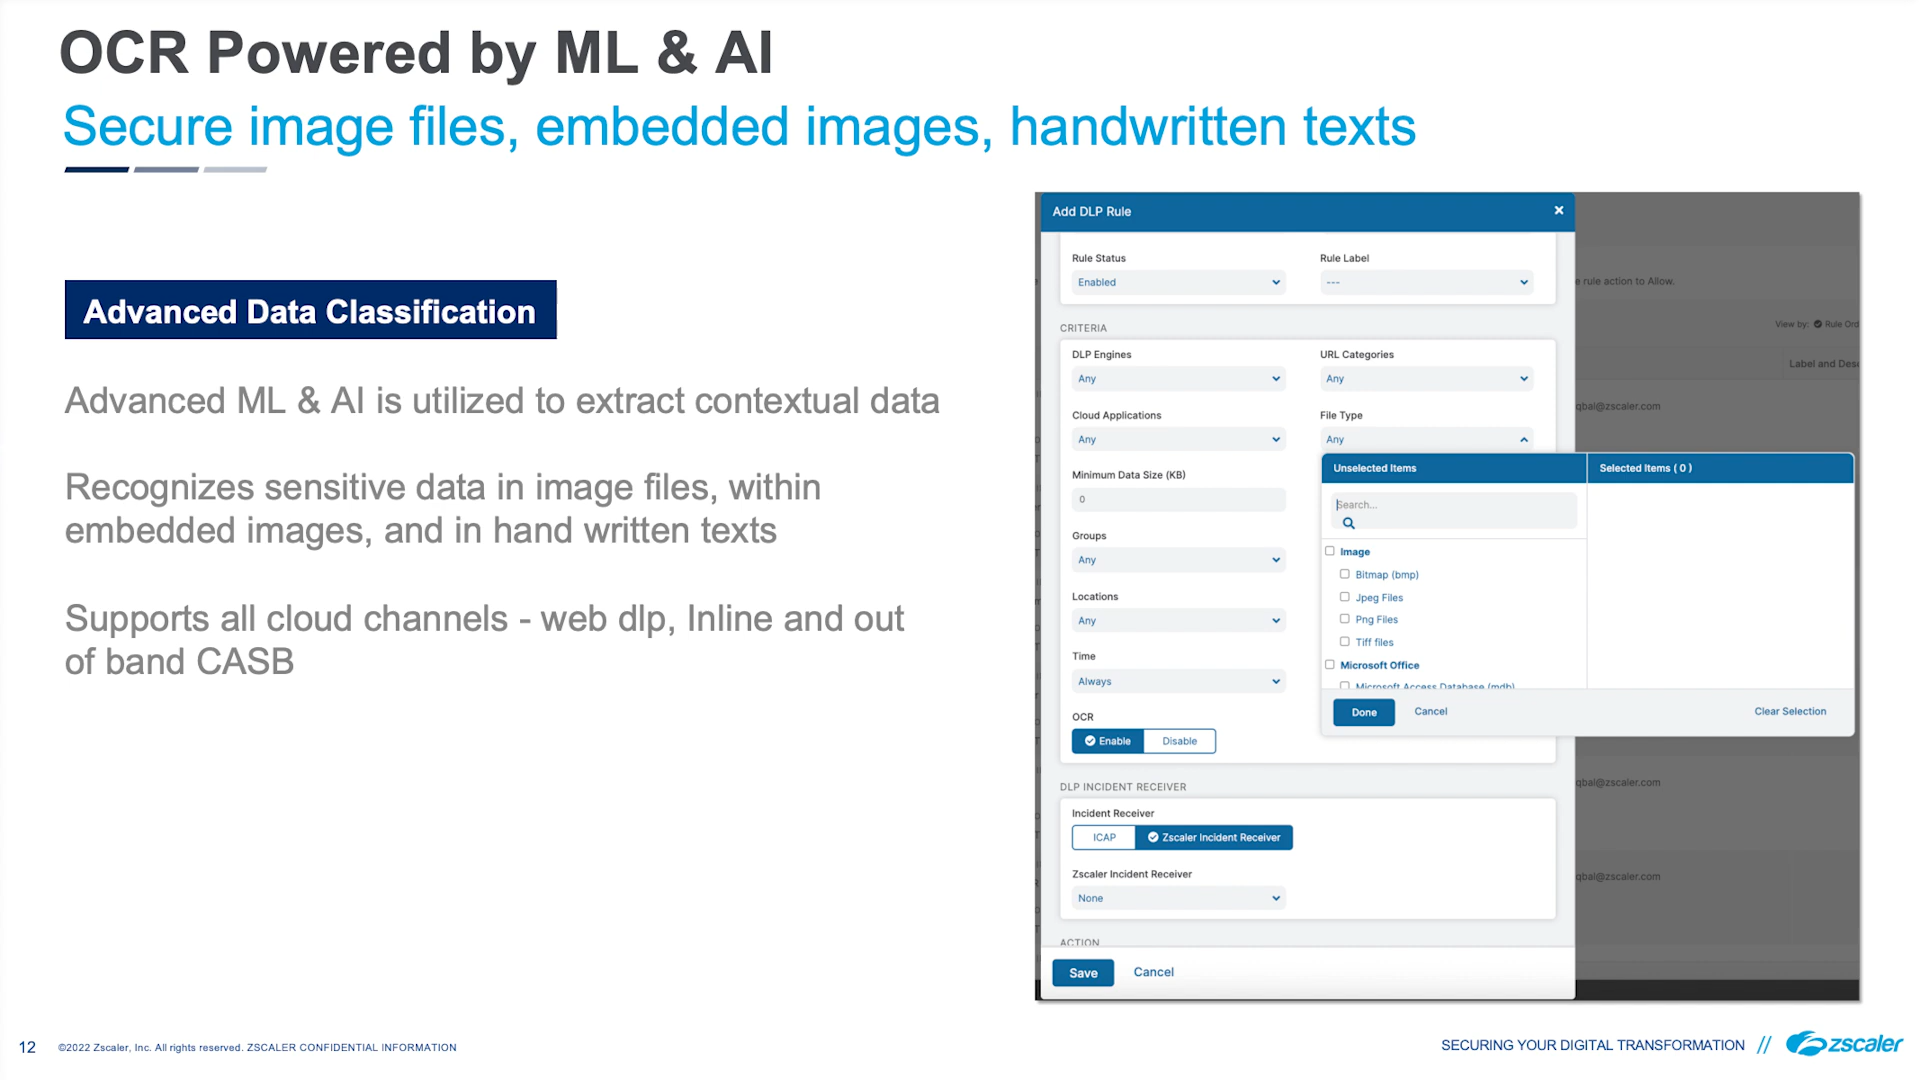 OCR Powered by ML & AI
Secure image files, embedded images, handwritten texts
Advanced Data Classification
Advanced ML & AI is utilized to extract contextual data
Recognizes sensitive data in image files, within
embedded images, and in hand written texts
Supports all cloud channels - web dlp, Inline and out
of band CASB
Add DLP Rule
Rule Status
Rule Label
Enabled
---
CRITERIA
DLP Engines
URL Categories
Any
Any
Cloud Applications
File Type
Any
Any
Minimum Data Size (KB)
0
Groups
Any
Locations
Any
Time
Always
OCR
Enable
Disable
Unselected Items
Selected Items ( 0 )
Search...
Image
Bitmap (bmp)
Jpeg Files
Png Files
Tiff files
Microsoft Office
Microsoft Access Database (mdb)
Done
Cancel
Clear Selection
DLP INCIDENT RECEIVER
Incident Receiver
ICAP
Zscaler Incident Receiver
Zscaler Incident Receiver
None
ACTION
Save
Cancel
e rule action to Allow.
View by: Rule Ord
Label and Desc
qbal@zscaler.com
qbal@zscaler.com
qbal@zscaler.com
12
©2022 Zscaler, Inc. All rights reserved. ZSCALER CONFIDENTIAL INFORMATION
SECURING YOUR DIGITAL TRANSFORMATION //
zscaler